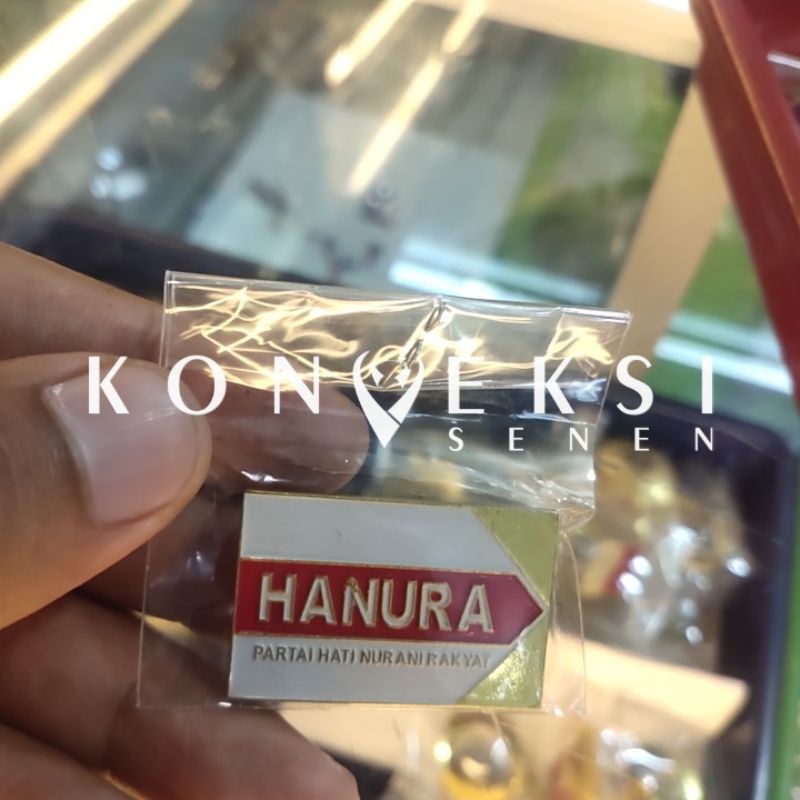 KONVEKSI
SENEN
HANURA
PARTAI HATI NURANI RAKYAT